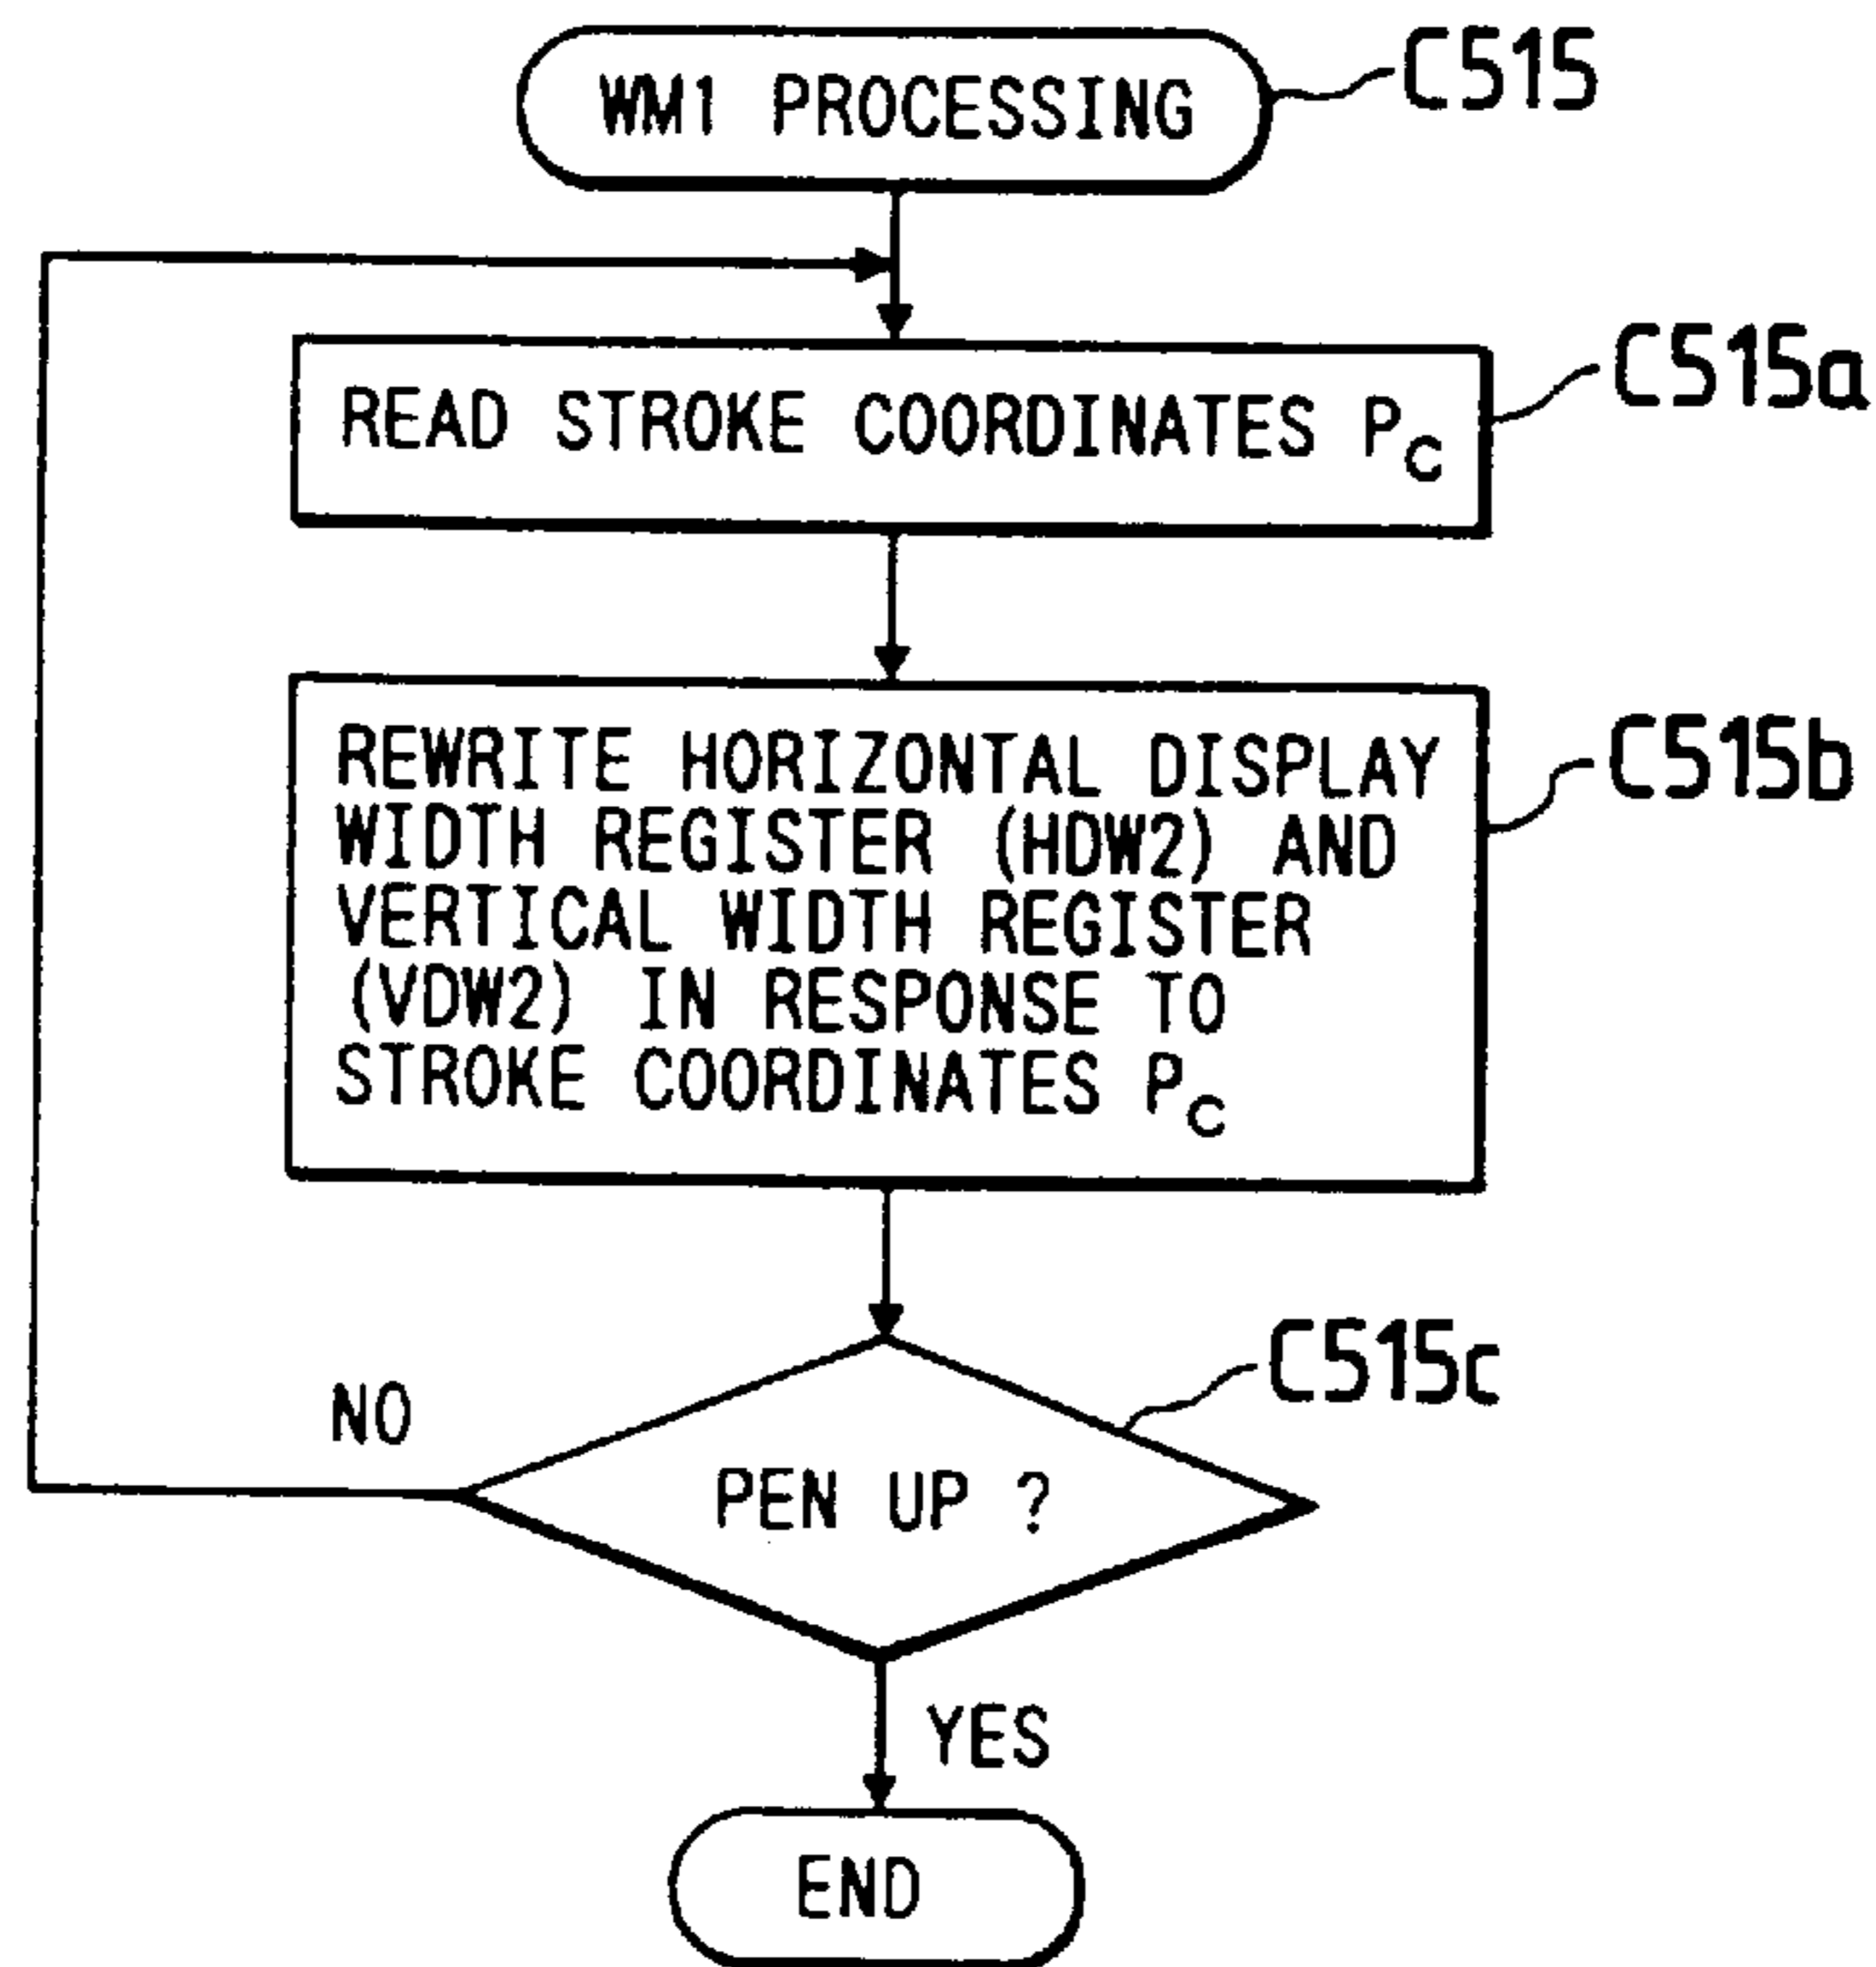 WM1 PROCESSING
C515
READ STROKE COORDINATES Pc
C515a
REWRITE HORIZONTAL DISPLAY
WIDTH REGISTER (HDW2) AND
VERTICAL WIDTH REGISTER
(VDW2) IN RESPONSE TO
STROKE COORDINATES Pc
C515b
PEN UP ?
C515c
NO
YES
END